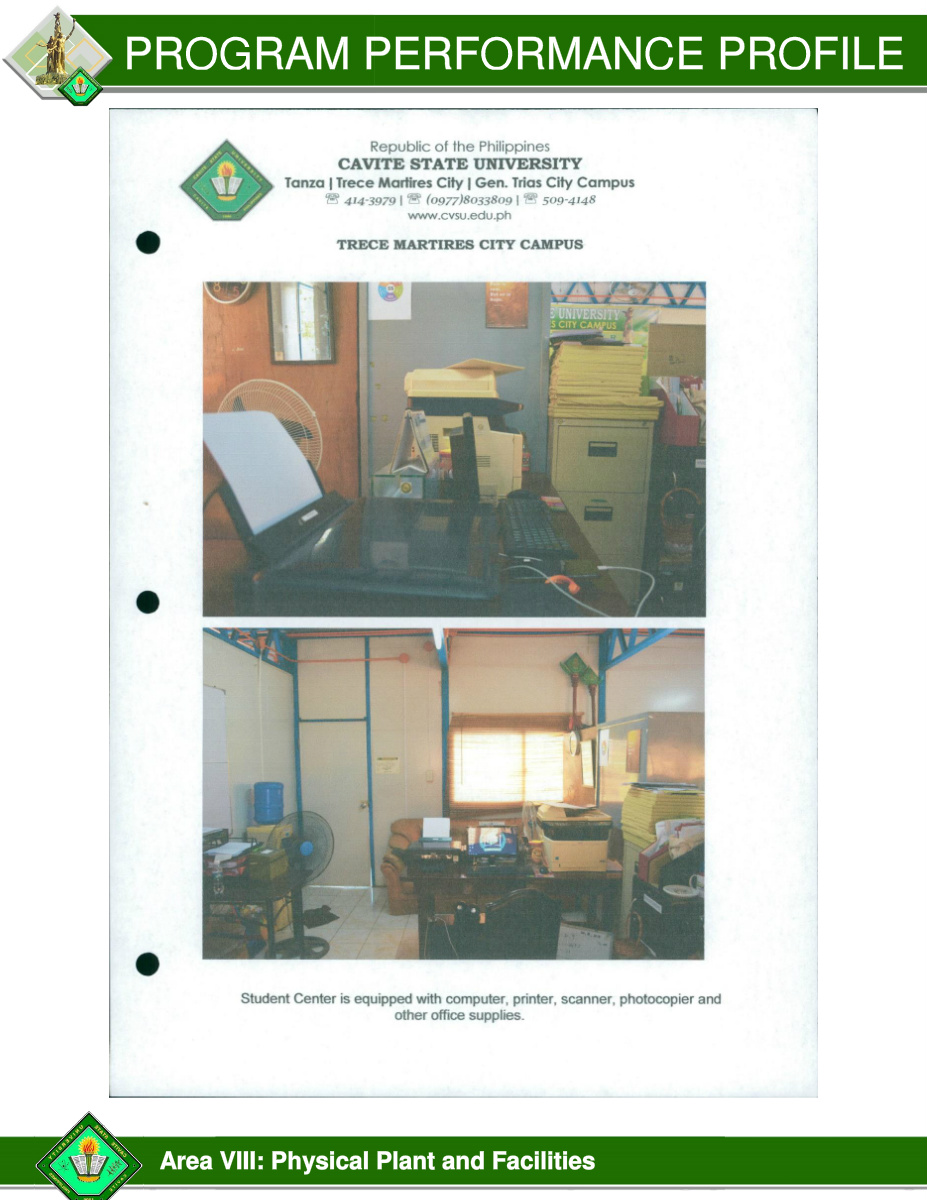 PROGRAM PERFORMANCE PROFILE
Republic of the Philippines
CAVITE STATE UNIVERSITY
Tanza | Trece Martires City | Gen. Trias City Campus
☏ 414-3979 | ☏ (0977)8033809 | ☏ 509-4148
www.cvsu.edu.ph
TRECE MARTIRES CITY CAMPUS
E UNIVERSITY
S CITY CAMPUS
Student Center is equipped with computer, printer, scanner, photocopier and
other office supplies.
Area VIII: Physical Plant and Facilities